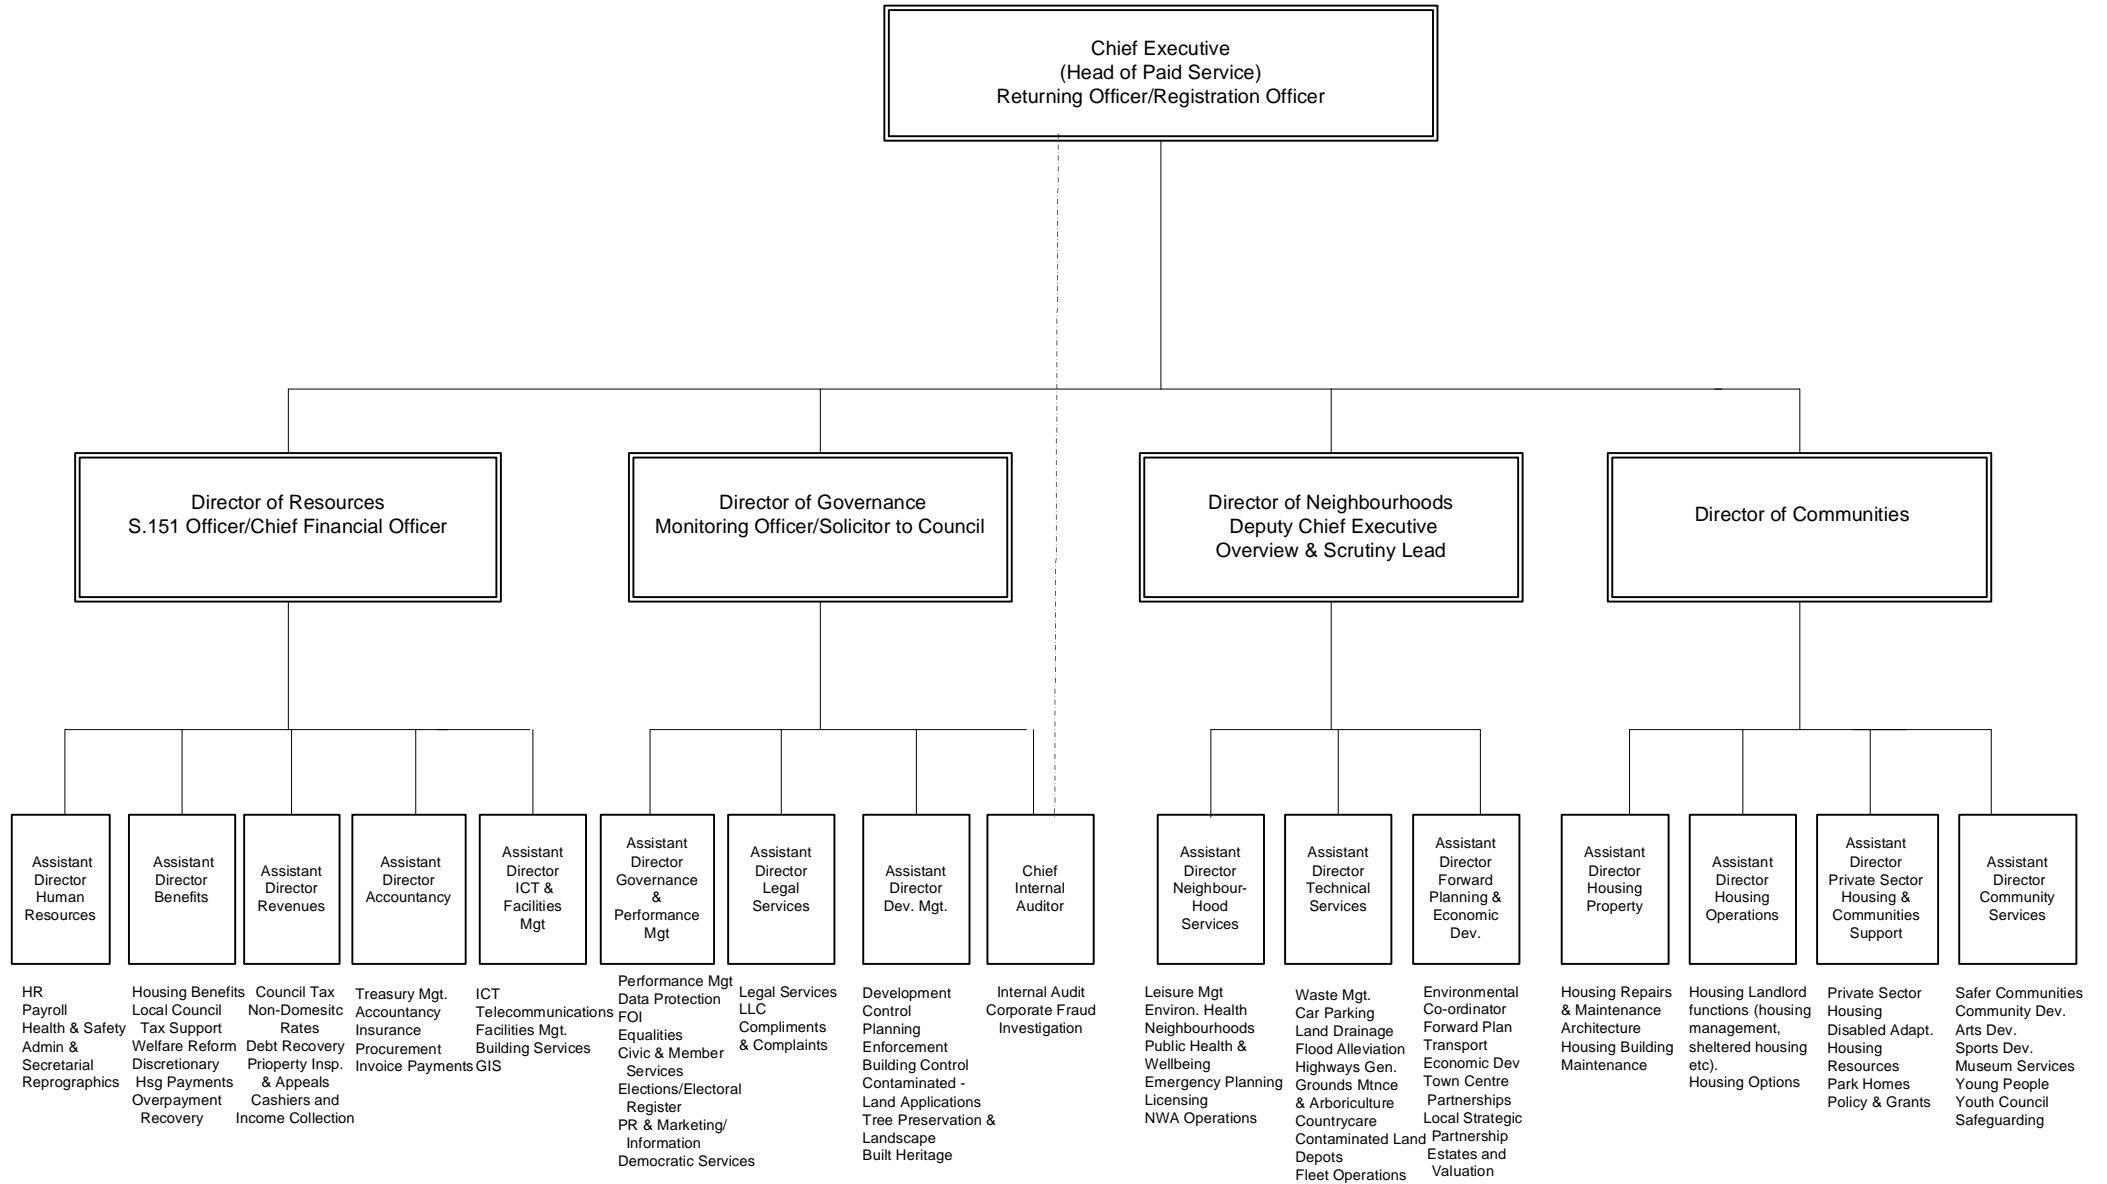 Chief Executive
(Head of Paid Service)
Returning Officer/Registration Officer
Director of Resources
S.151 Officer/Chief Financial Officer
Director of Governance
Monitoring Officer/Solicitor to Council
Director of Neighbourhoods
Deputy Chief Executive
Overview & Scrutiny Lead
Director of Communities
Assistant
Director
Human
Resources
Assistant
Director
Benefits
Assistant
Director
Revenues
Assistant
Director
Accountancy
Assistant
Director
ICT &
Facilities
Mgt
Assistant
Director
Governance
&
Performance
Mgt
Assistant
Director
Legal
Services
Assistant
Director
Dev. Mgt.
Chief
Internal
Auditor
Assistant
Director
Neighbour-
Hood
Services
Assistant
Director
Technical
Services
Assistant
Director
Forward
Planning &
Economic
Dev.
Assistant
Director
Housing
Property
Assistant
Director
Housing
Operations
Assistant
Director
Private Sector
Housing &
Communities
Support
Assistant
Director
Community
Services
HR
Payroll
Health & Safety
Admin &
Secretarial
Reprographics
Housing Benefits
Local Council
Tax Support
Welfare Reform
Discretionary
Hsg Payments
Overpayment
Recovery
Council Tax
Non-Domesitc
Rates
Debt Recovery
Prioperty Insp.
& Appeals
Cashiers and
Income Collection
Treasury Mgt.
Accountancy
Insurance
Procurement
Invoice Payments
ICT
Telecommunications
Facilities Mgt.
Building Services
GIS
Performance Mgt
Data Protection
FOI
Equalities
Civic & Member
Services
Elections/Electoral
Register
PR & Marketing/
Information
Democratic Services
Legal Services
LLC
Compliments
& Complaints
Development
Control
Planning
Enforcement
Building Control
Contaminated -
Land Applications
Tree Preservation &
Landscape
Built Heritage
Internal Audit
Corporate Fraud
Investigation
Leisure Mgt
Environ. Health
Neighbourhoods
Public Health &
Wellbeing
Emergency Planning
Licensing
NWA Operations
Waste Mgt.
Car Parking
Land Drainage
Flood Alleviation
Highways Gen.
Grounds Mtnce
& Arboriculture
Countrycare
Contaminated Land
Depots
Fleet Operations
Environmental
Co-ordinator
Forward Plan
Transport
Economic Dev
Town Centre
Partnerships
Local Strategic
Partnership
Estates and
Valuation
Housing Repairs
& Maintenance
Architecture
Housing Building
Maintenance
Housing Landlord
functions (housing
management,
sheltered housing
etc).
Housing Options
Private Sector
Housing
Disabled Adapt.
Housing
Resources
Park Homes
Policy & Grants
Safer Communities
Community Dev.
Arts Dev.
Sports Dev.
Museum Services
Young People
Youth Council
Safeguarding